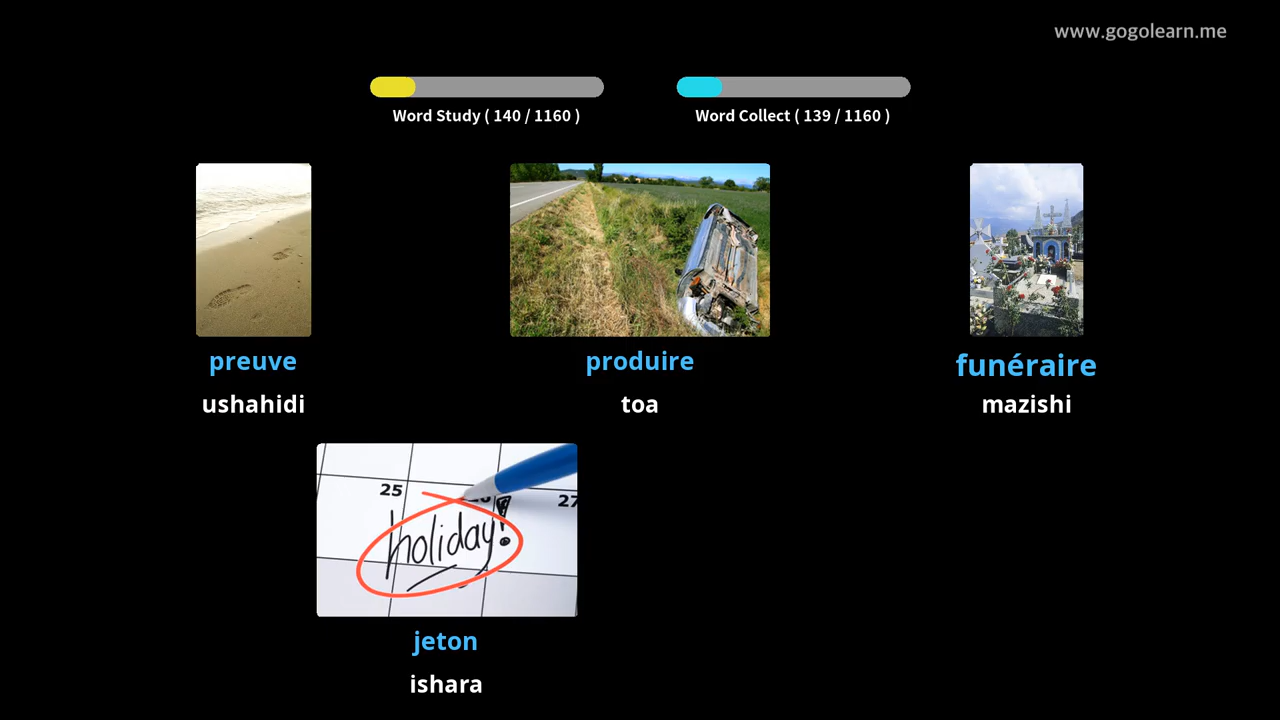 www.gogolearn.me
Word Study ( 140 / 1160 )
Word Collect ( 139 / 1160 )
preuve
ushahidi
produire
toa
funéraire
mazishi
25
27
holiday!
jeton
ishara